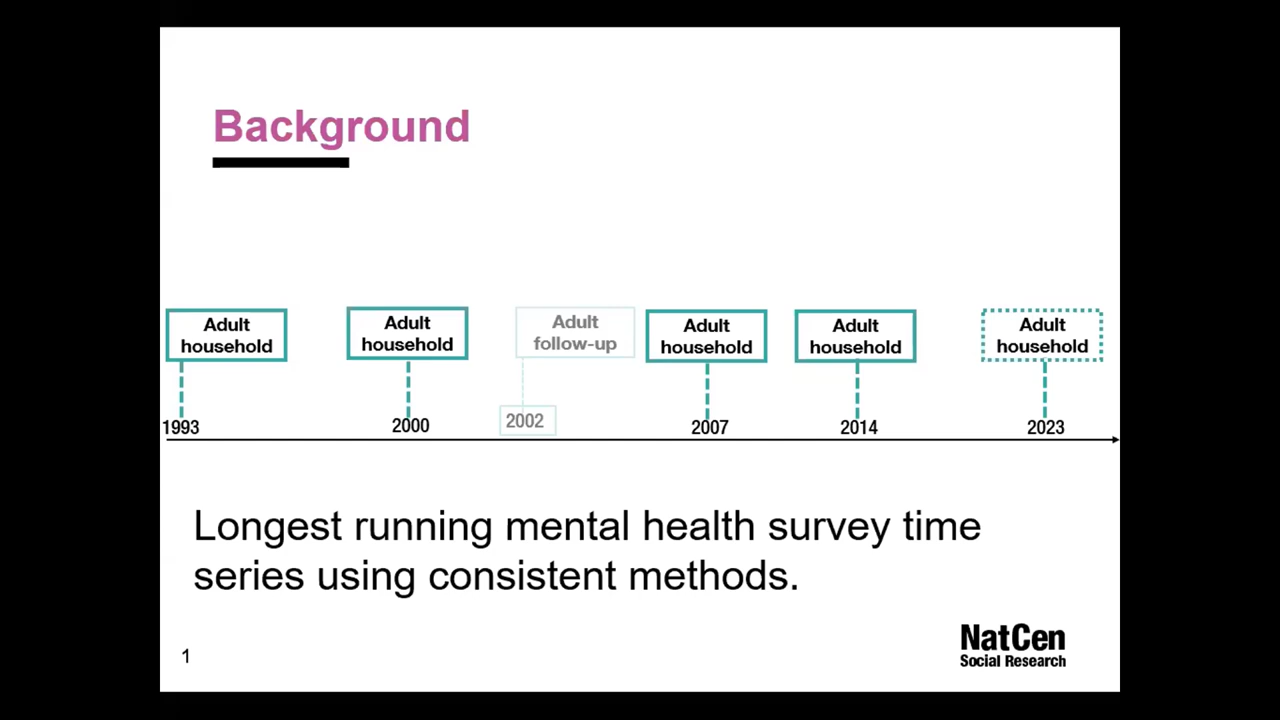 Background
Adult
household
Adult
household
Adult
follow-up
Adult
household
Adult
household
Adult
household
1993
2000
2002
2007
2014
2023
Longest running mental health survey time
series using consistent methods.
1
NatCen
Social Research